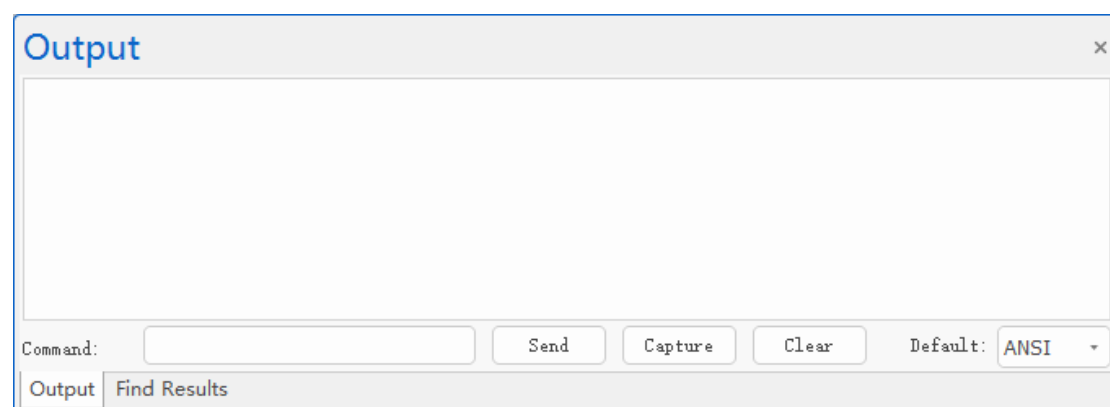 Output
Command: Send Capture Clear Default: ANSI
Output Find Results